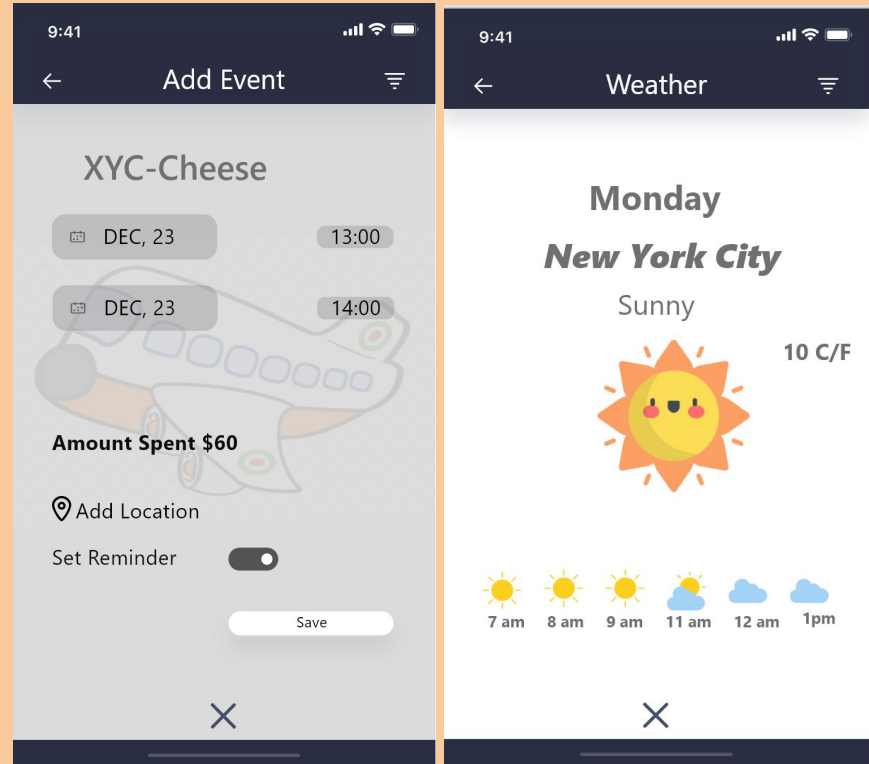 9:41
Add Event
XYC-Cheese
DEC, 23 13:00
DEC, 23 14:00
Amount Spent $60
Add Location
Set Reminder
Save
9:41
Weather
Monday
New York City
Sunny
10 C/F
7 am 8 am 9 am 11 am 12 am 1pm